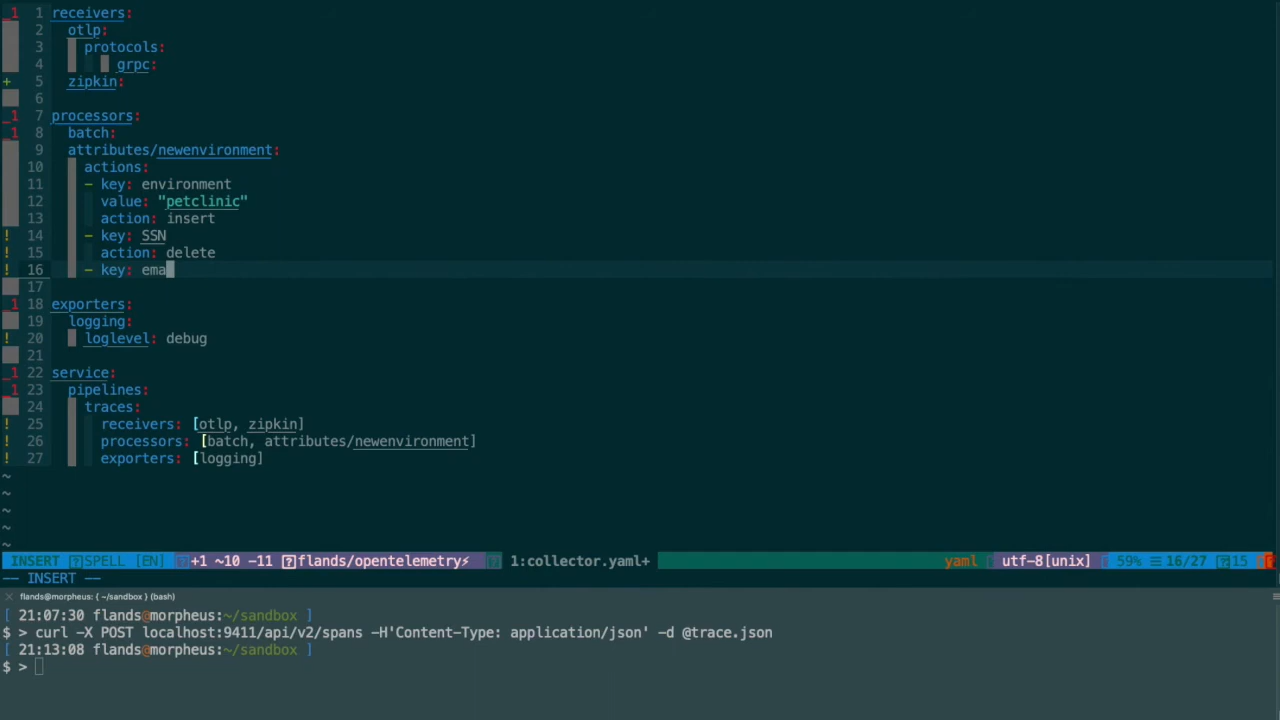 _1 1 receivers:
2 otlp:
3 protocols:
4 grpc:
+ 5 zipkin:
6
_1 7 processors:
_1 8 batch:
9 attributes/newenvironment:
10 actions:
11 - key: environment
12 value: "petclinic"
13 action: insert
! 14 - key: SSN
! 15 action: delete
! 16 - key: ema
17
_1 18 exporters:
19 logging:
! 20 loglevel: debug
21
_1 22 service:
_1 23 pipelines:
24 traces:
! 25 receivers: [otlp, zipkin]
! 26 processors: [batch, attributes/newenvironment]
! 27 exporters: [logging]
~
~
~
~
~
INSERT SPELL [EN] +1 ~10 -11 flands/opentelemetry⚡ 1:collector.yaml+ yaml utf-8[unix] 59% ≡ 16/27 15
-- INSERT --
× flands@morpheus: { ~/sandbox } (bash)
[ 21:07:30 flands@morpheus:~/sandbox ]
$ > curl -X POST localhost:9411/api/v2/spans -H'Content-Type: application/json' -d @trace.json
[ 21:13:08 flands@morpheus:~/sandbox ]
$ >